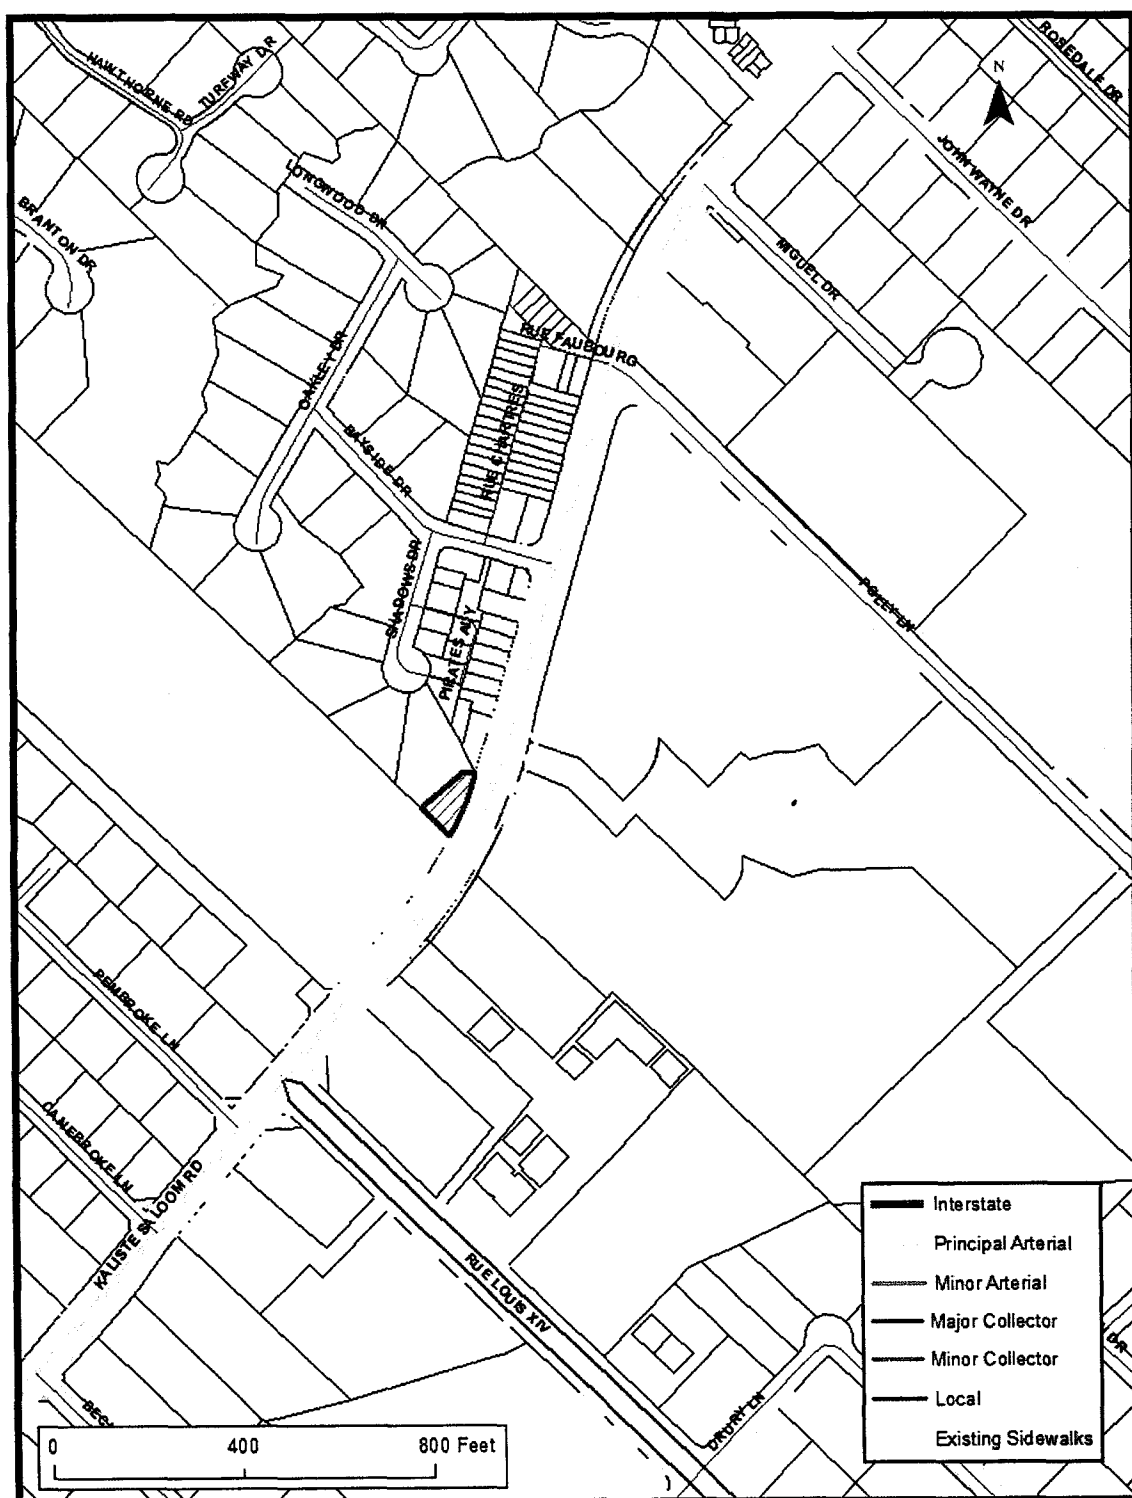 ROSEDALE DR
HAWTHORNE RD
TURFWAY DR
N
JOHN WAYNE DR
LONGWOOD DR
BRANTON DR
MIGUEL DR
RUE FAUBOURG
OAKLEY DR
RUE CHARTRES
BAYSIDE DR
SHADOWS DR
POLLY LN
PIRATES ALY
PEMBROKE LN
CANEBROKE LN
KALISTE SALOOM RD
RUE LOUIS XIV
DRURY LN
DR
Interstate
Principal Arterial
Minor Arterial
Major Collector
Minor Collector
Local
Existing Sidewalks
0 400 800 Feet